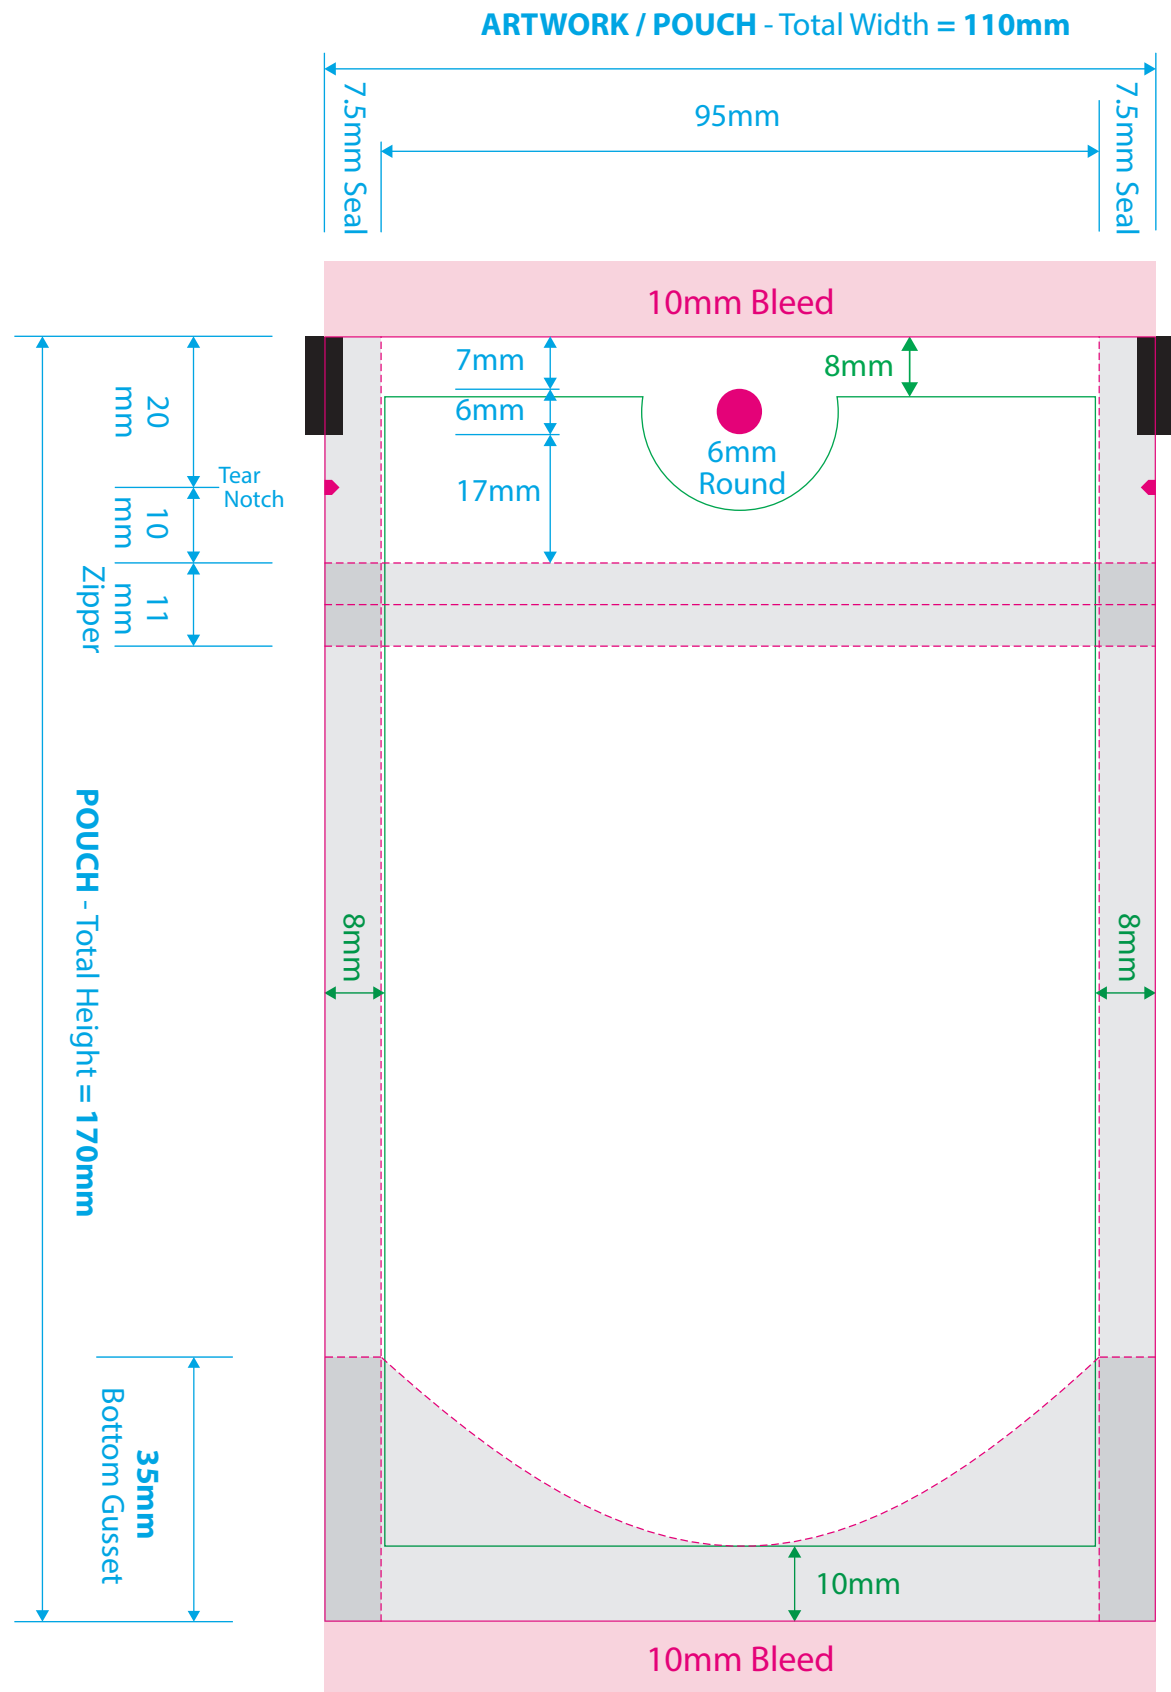 ARTWORK / POUCH - Total Width = 110mm
7.5mm Seal
95mm
7.5mm Seal
10mm Bleed
7mm
8mm
20
mm
6mm
6mm
Round
Tear
Notch
17mm
10
mm
11
mm
Zipper
POUCH - Total Height = 170mm
8mm
8mm
35mm
Bottom Gusset
10mm
10mm Bleed